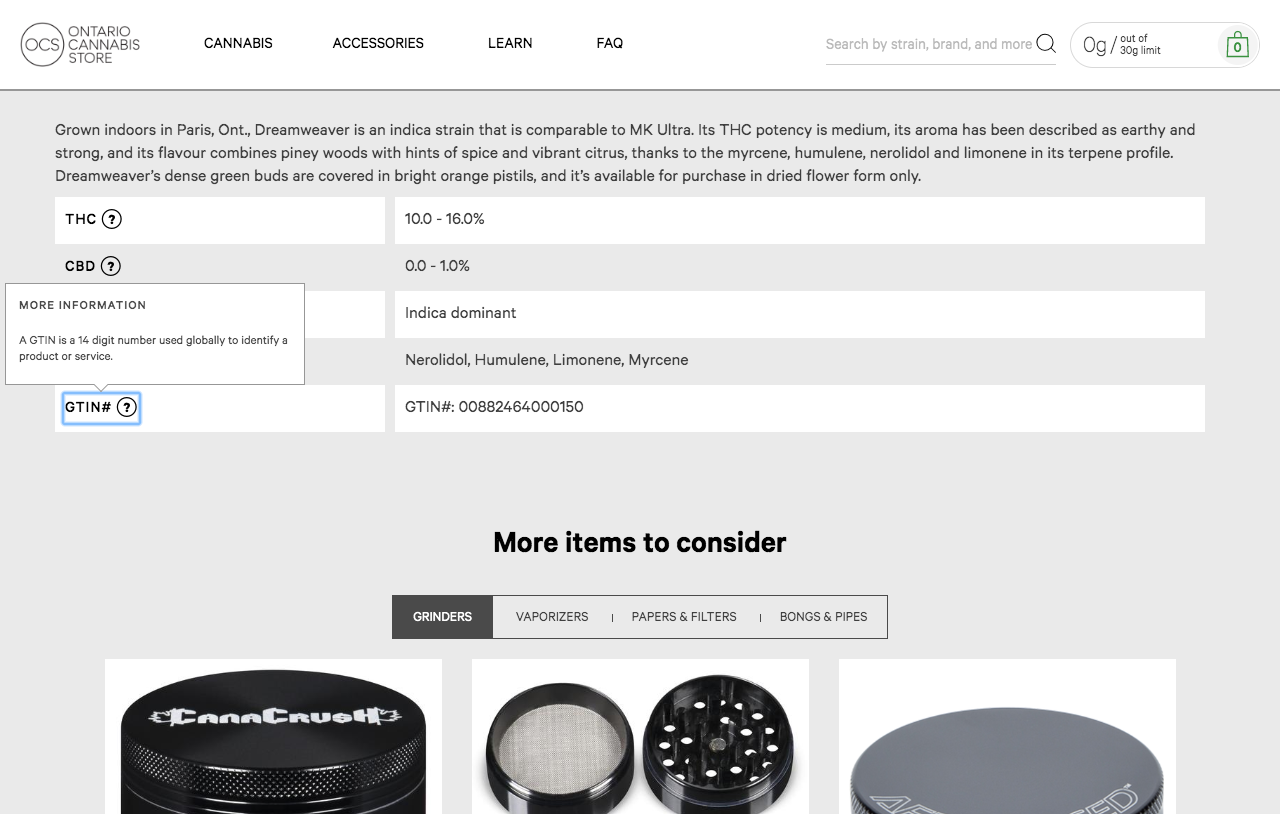 OCS ONTARIO CANNABIS STORE
CANNABIS
ACCESSORIES
LEARN
FAQ
Search by strain, brand, and more
0g / out of 30g limit
0
Grown indoors in Paris, Ont., Dreamweaver is an indica strain that is comparable to MK Ultra. Its THC potency is medium, its aroma has been described as earthy and
strong, and its flavour combines piney woods with hints of spice and vibrant citrus, thanks to the myrcene, humulene, nerolidol and limonene in its terpene profile.
Dreamweaver’s dense green buds are covered in bright orange pistils, and it’s available for purchase in dried flower form only.
THC ?
10.0 - 16.0%
CBD ?
0.0 - 1.0%
MORE INFORMATION
A GTIN is a 14 digit number used globally to identify a
product or service.
Indica dominant
Nerolidol, Humulene, Limonene, Myrcene
GTIN# ?
GTIN#: 00882464000150
More items to consider
GRINDERS
VAPORIZERS
PAPERS & FILTERS
BONGS & PIPES
CANACRUSH